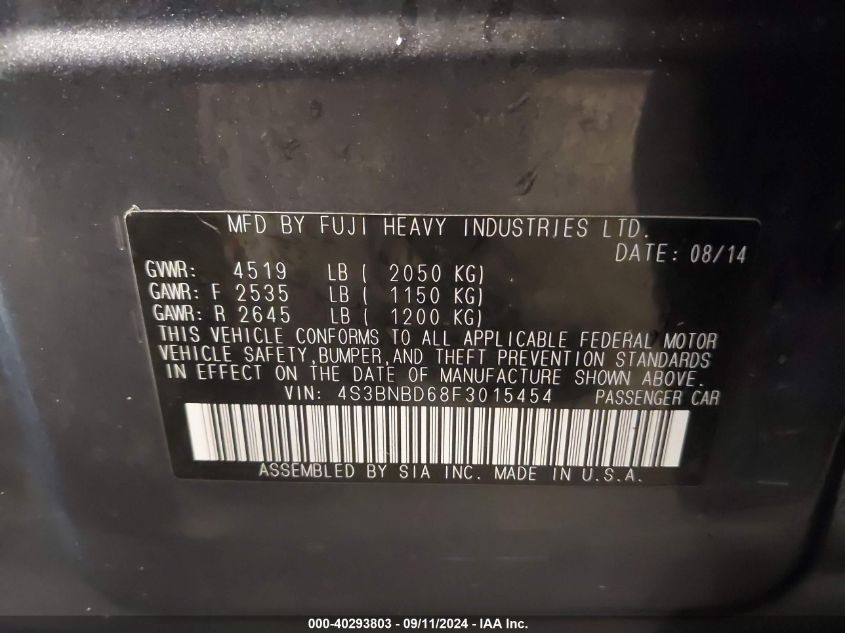 MFD BY FUJI HEAVY INDUSTRIES LTD.
DATE: 08/14
GVWR: 4519 LB ( 2050 KG)
GAWR: F 2535 LB ( 1150 KG)
GAWR: R 2645 LB ( 1200 KG)
THIS VEHICLE CONFORMS TO ALL APPLICABLE FEDERAL MOTOR
VEHICLE SAFETY,BUMPER,AND THEFT PREVENTION STANDARDS
IN EFFECT ON THE DATE OF MANUFACTURE SHOWN ABOVE.
VIN: 4S3BNBD68F3015454 PASSENGER CAR
ASSEMBLED BY SIA INC. MADE IN U.S.A.
000-40293803 - 09/11/2024 - IAA Inc.